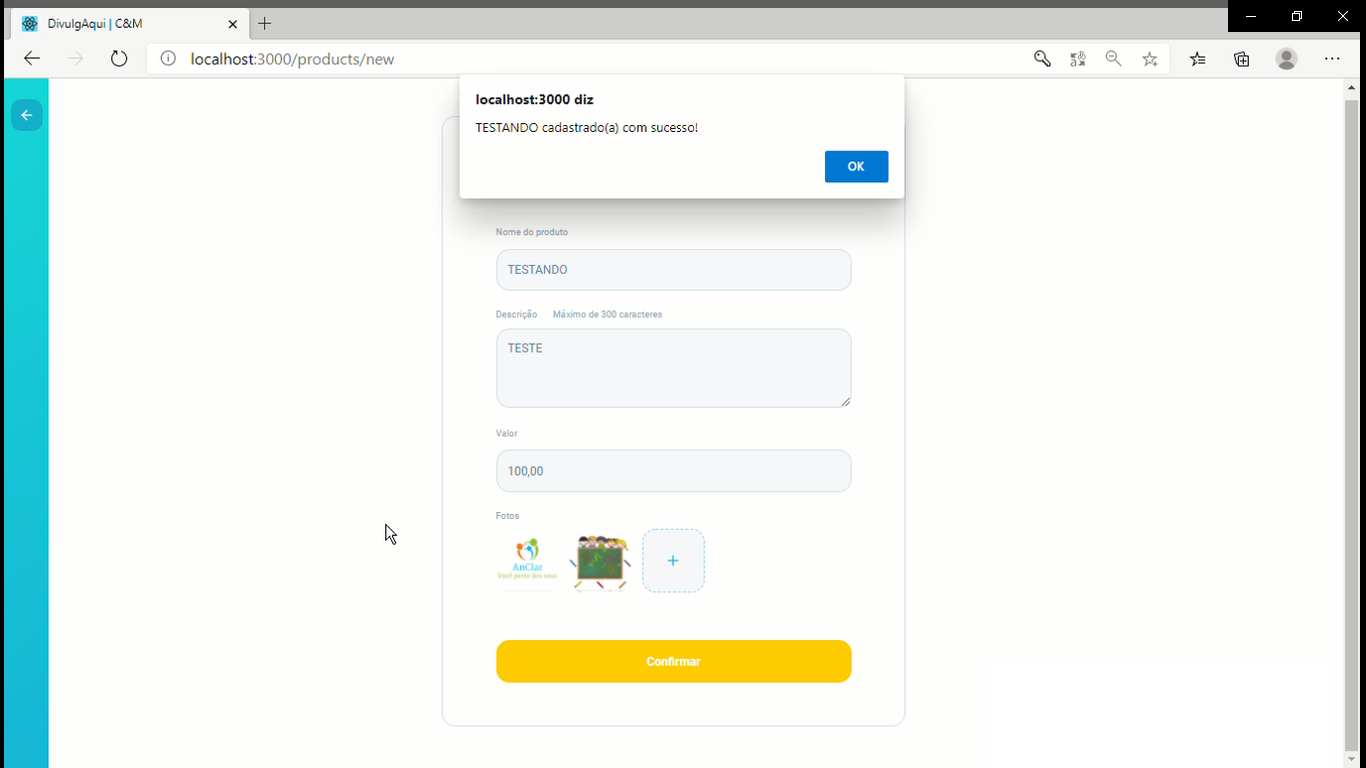 DivulgAqui | C&M
localhost:3000/products/new
localhost:3000 diz
TESTANDO cadastrado(a) com sucesso!
OK
Nome do produto
TESTANDO
Descrição Máximo de 300 caracteres
TESTE
Valor
100,00
Fotos
AnClar
Você perto dos seus
+
Confirmar